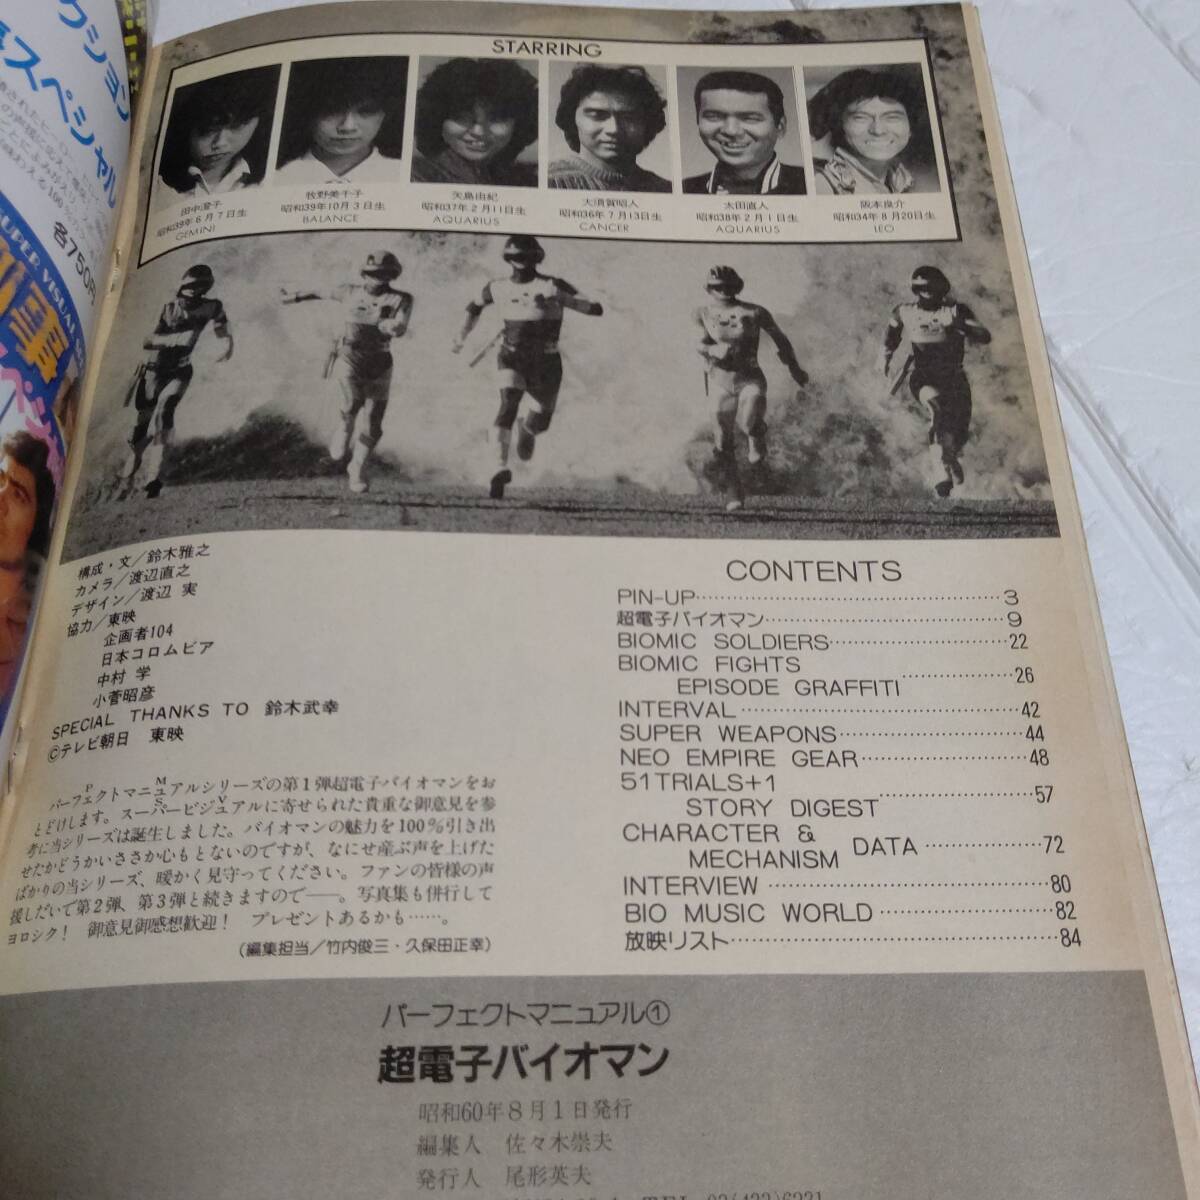 クション
長スペシャル
各750円
SUPER VISUAL
STARRING
田中澄子
昭和39年6月7日生
GEMINI
牧野美千子
昭和39年10月3日生
BALANCE
矢島由紀
昭和37年2月11日生
AQUARIUS
大須賀昭人
昭和36年7月13日生
CANCER
太田直人
昭和38年2月1日生
AQUARIUS
阪本良介
昭和34年8月20日生
LEO
構成・文/鈴木雅之
カメラ/渡辺直之
デザイン/渡辺 実
協力/東映
企画者104
日本コロムビア
中村 学
小菅昭彦
SPECIAL THANKS TO 鈴木武幸
©テレビ朝日 東映
パーフェクトマニュアルシリーズの第1弾超電子バイオマンをお
とどけします。スーパービジュアルに寄せられた貴重な御意見を参
考に当シリーズは誕生しました。バイオマンの魅力を100%引き出
せたかどうかいささか心もとないのですが、なにせ産ぶ声を上げた
ばかりの当シリーズ、暖かく見守ってください。ファンの皆様の声
援しだいで第2弾、第3弾と続きますので——。写真集も併行して
ヨロシク! 御意見御感想歓迎! プレゼントあるかも……。
(編集担当/竹内俊三・久保田正幸)
CONTENTS
PIN-UP 3
超電子バイオマン 9
BIOMIC SOLDIERS 22
BIOMIC FIGHTS
EPISODE GRAFFITI 26
INTERVAL 42
SUPER WEAPONS 44
NEO EMPIRE GEAR 48
51TRIALS+1
STORY DIGEST 57
CHARACTER &
MECHANISM DATA 72
INTERVIEW 80
BIO MUSIC WORLD 82
放映リスト 84
パーフェクトマニュアル①
超電子バイオマン
昭和60年8月1日発行
編集人 佐々木崇夫
発行人 尾形英夫